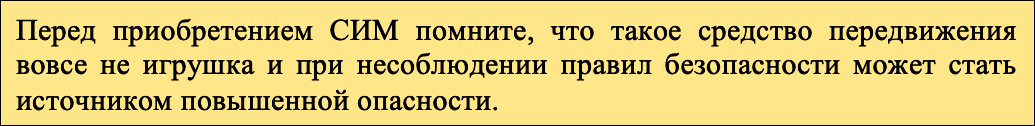 Перед приобретением СИМ помните, что такое средство передвижения
вовсе не игрушка и при несоблюдении правил безопасности может стать
источником повышенной опасности.